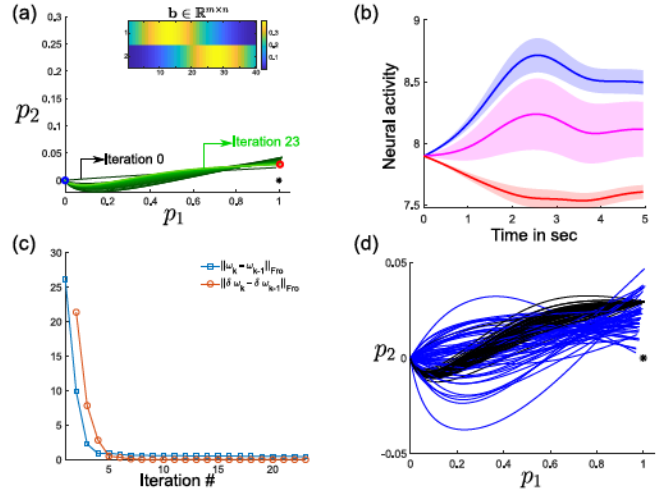 (a)
b ∈ ℝ^{m×n}
0.3
0.2
0.1
1
2
10 20 30 40
0.3
0.25
0.2
0.15
0.1
0.05
0
p₂
Iteration 0
Iteration 23
0 0.2 0.4 0.6 0.8 1
p₁
(b)
8.5
8
7.5
Neural activity
0 1 2 3 4 5
Time in sec
(c)
30
25
20
15
10
5
0
‖ω_k − ω_{k-1}‖_Fro
‖δ ω_k − δ ω_{k-1}‖_Fro
5 10 15 20
Iteration #
(d)
0.05
0
-0.05
p₂
0 0.2 0.4 0.6 0.8 1
p₁